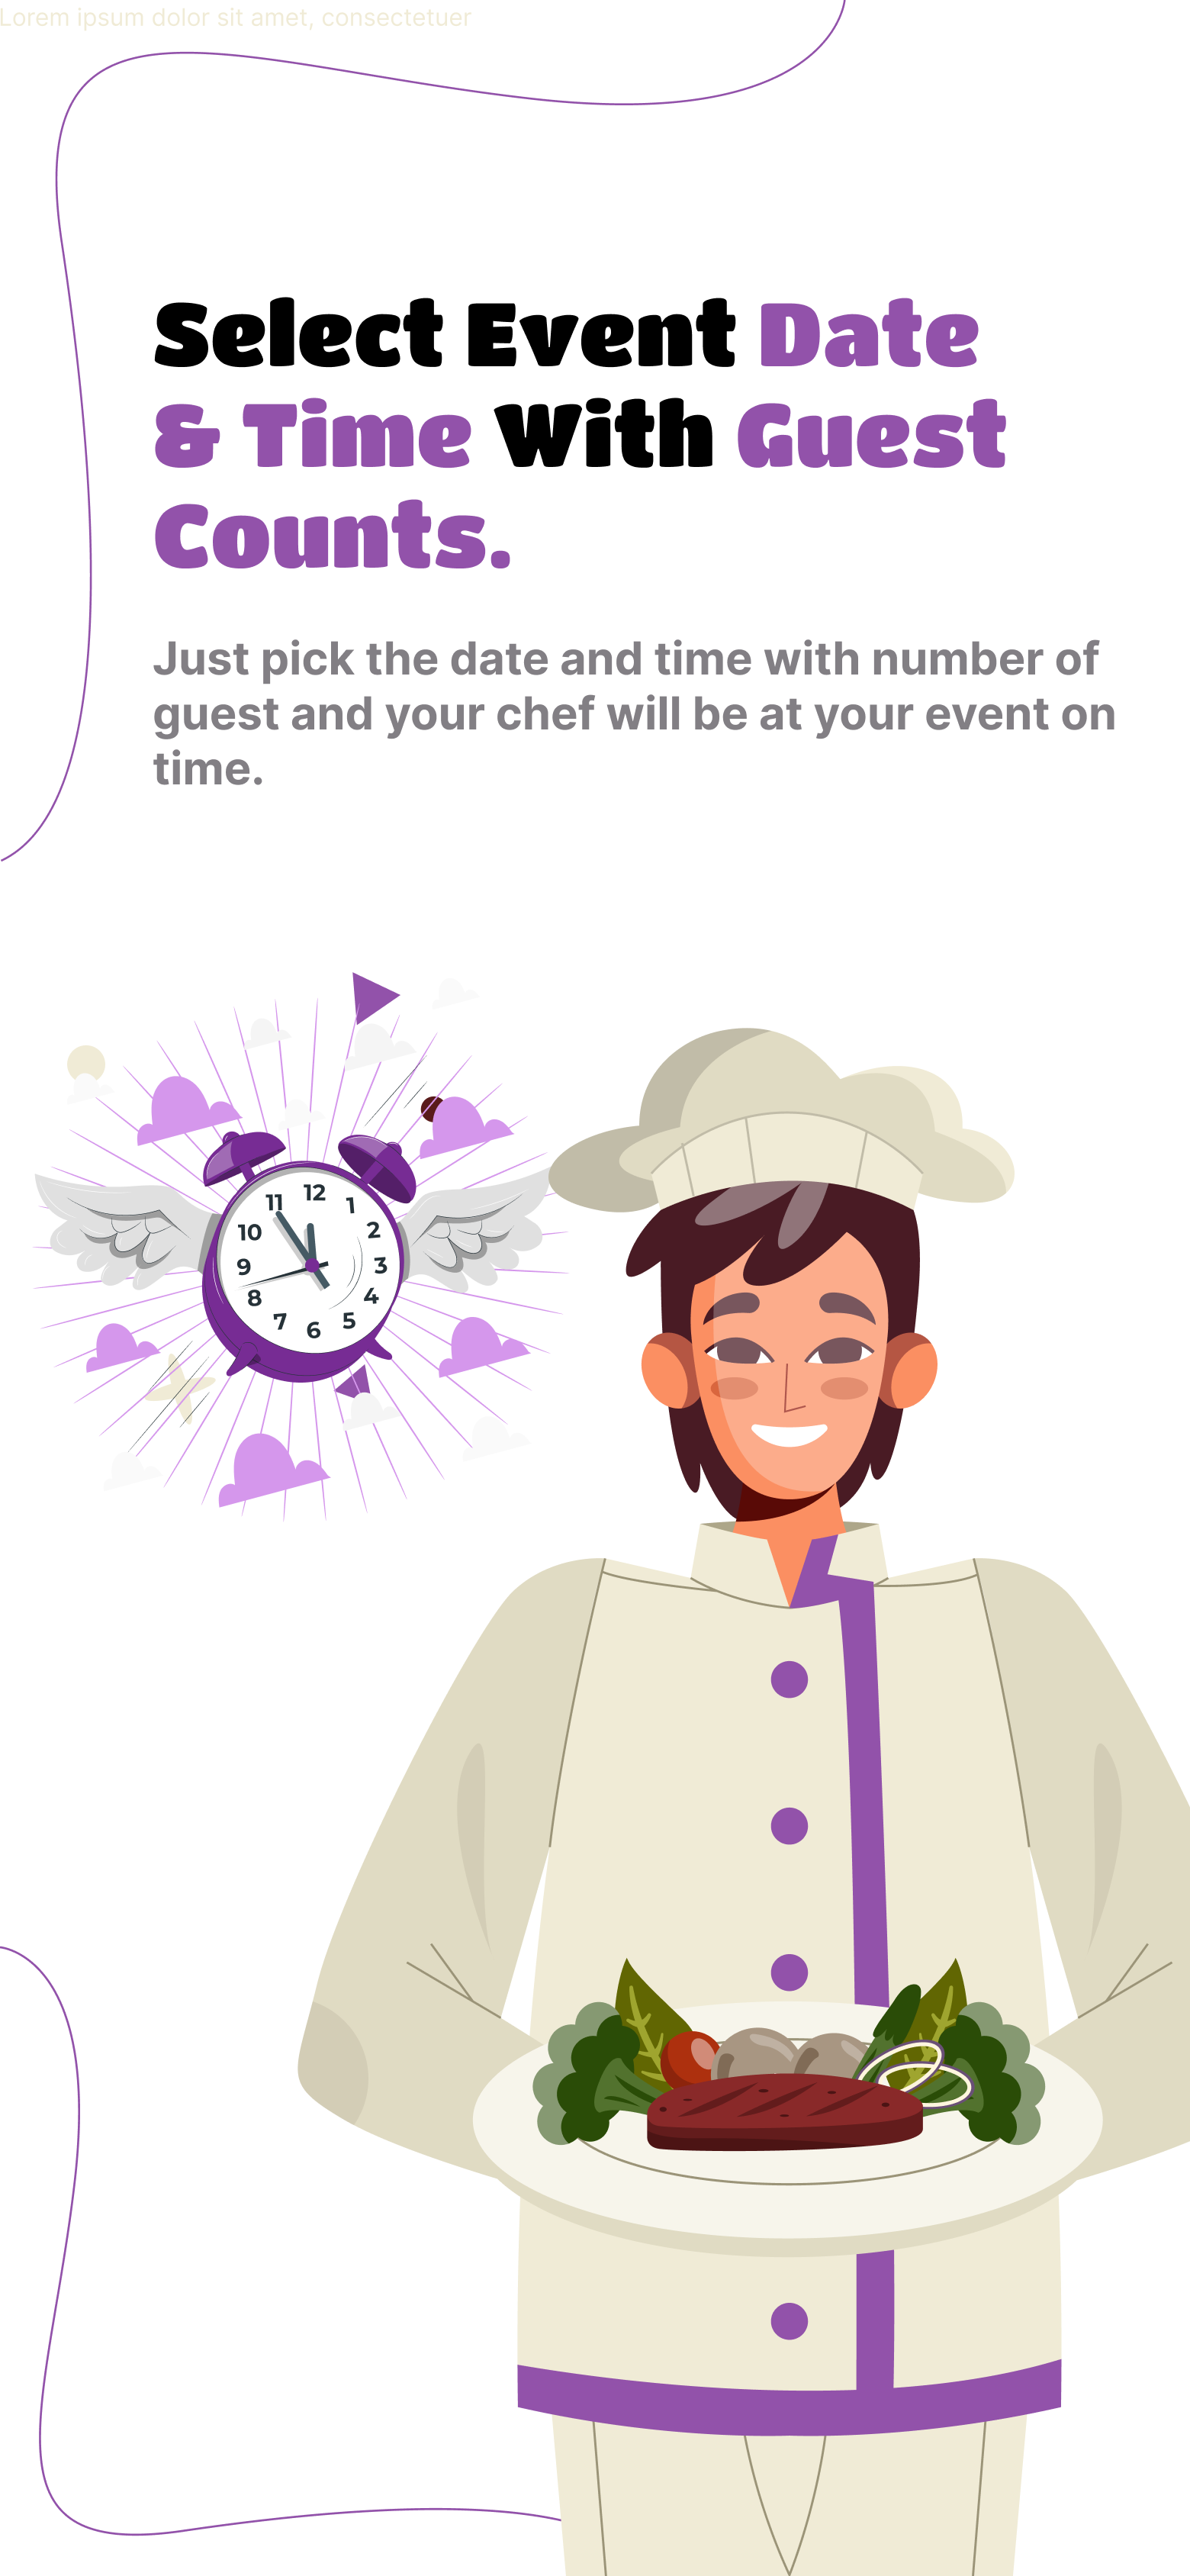 Lorem ipsum dolor sit amet, consectetuer
Select Event Date
& Time With Guest
Counts.
Just pick the date and time with number of
guest and your chef will be at your event on
time.
12
11 1
10 2
9 3
8 4
7 5
6